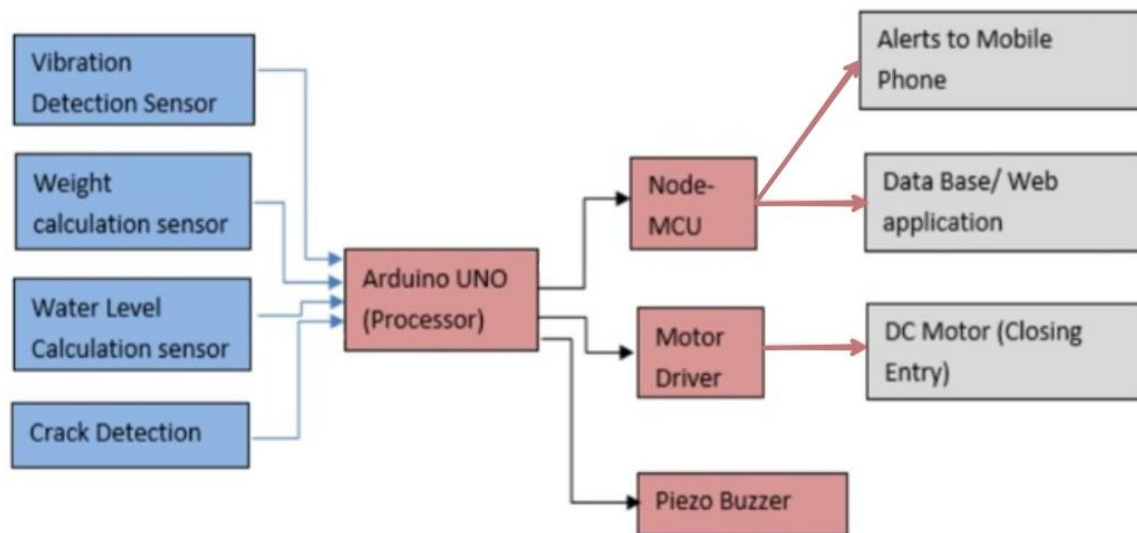 Vibration
Detection Sensor
Weight
calculation sensor
Water Level
Calculation sensor
Crack Detection
Arduino UNO
(Processor)
Node-
MCU
Motor
Driver
Piezo Buzzer
Alerts to Mobile
Phone
Data Base/ Web
application
DC Motor (Closing
Entry)